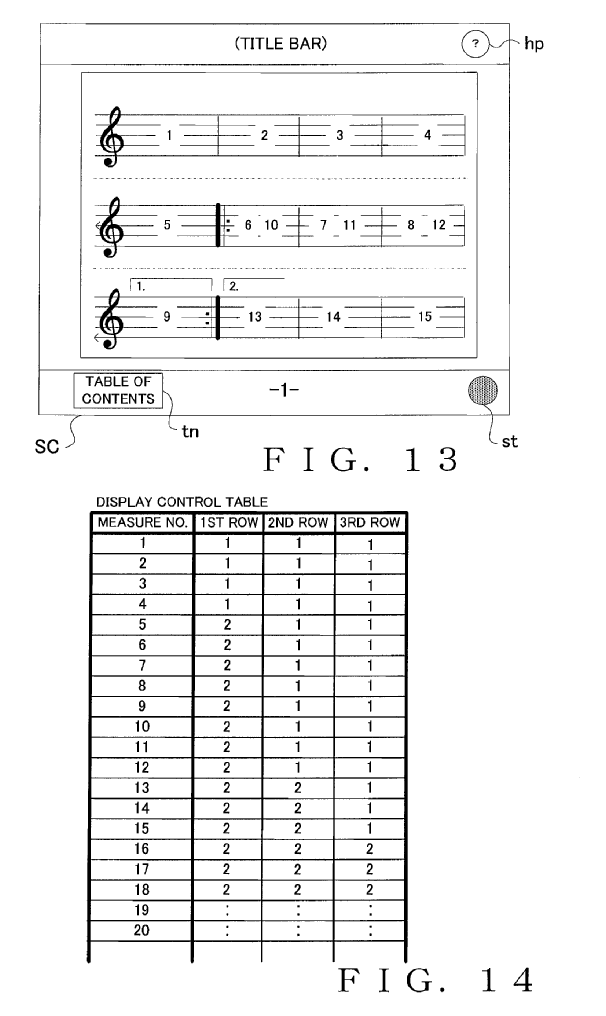 (TITLE BAR) ? hp
1 2 3 4
5 6 10 7 11 8 12
1. 2.
9 13 14 15
TABLE OF
CONTENTS
-1-
tn
st
SC
FIG. 13
DISPLAY CONTROL TABLE
MEASURE NO. 1ST ROW 2ND ROW 3RD ROW
1 1 1 1
2 1 1 1
3 1 1 1
4 1 1 1
5 2 1 1
6 2 1 1
7 2 1 1
8 2 1 1
9 2 1 1
10 2 1 1
11 2 1 1
12 2 1 1
13 2 2 1
14 2 2 1
15 2 2 1
16 2 2 2
17 2 2 2
18 2 2 2
19 : : :
20 : : :
FIG. 14